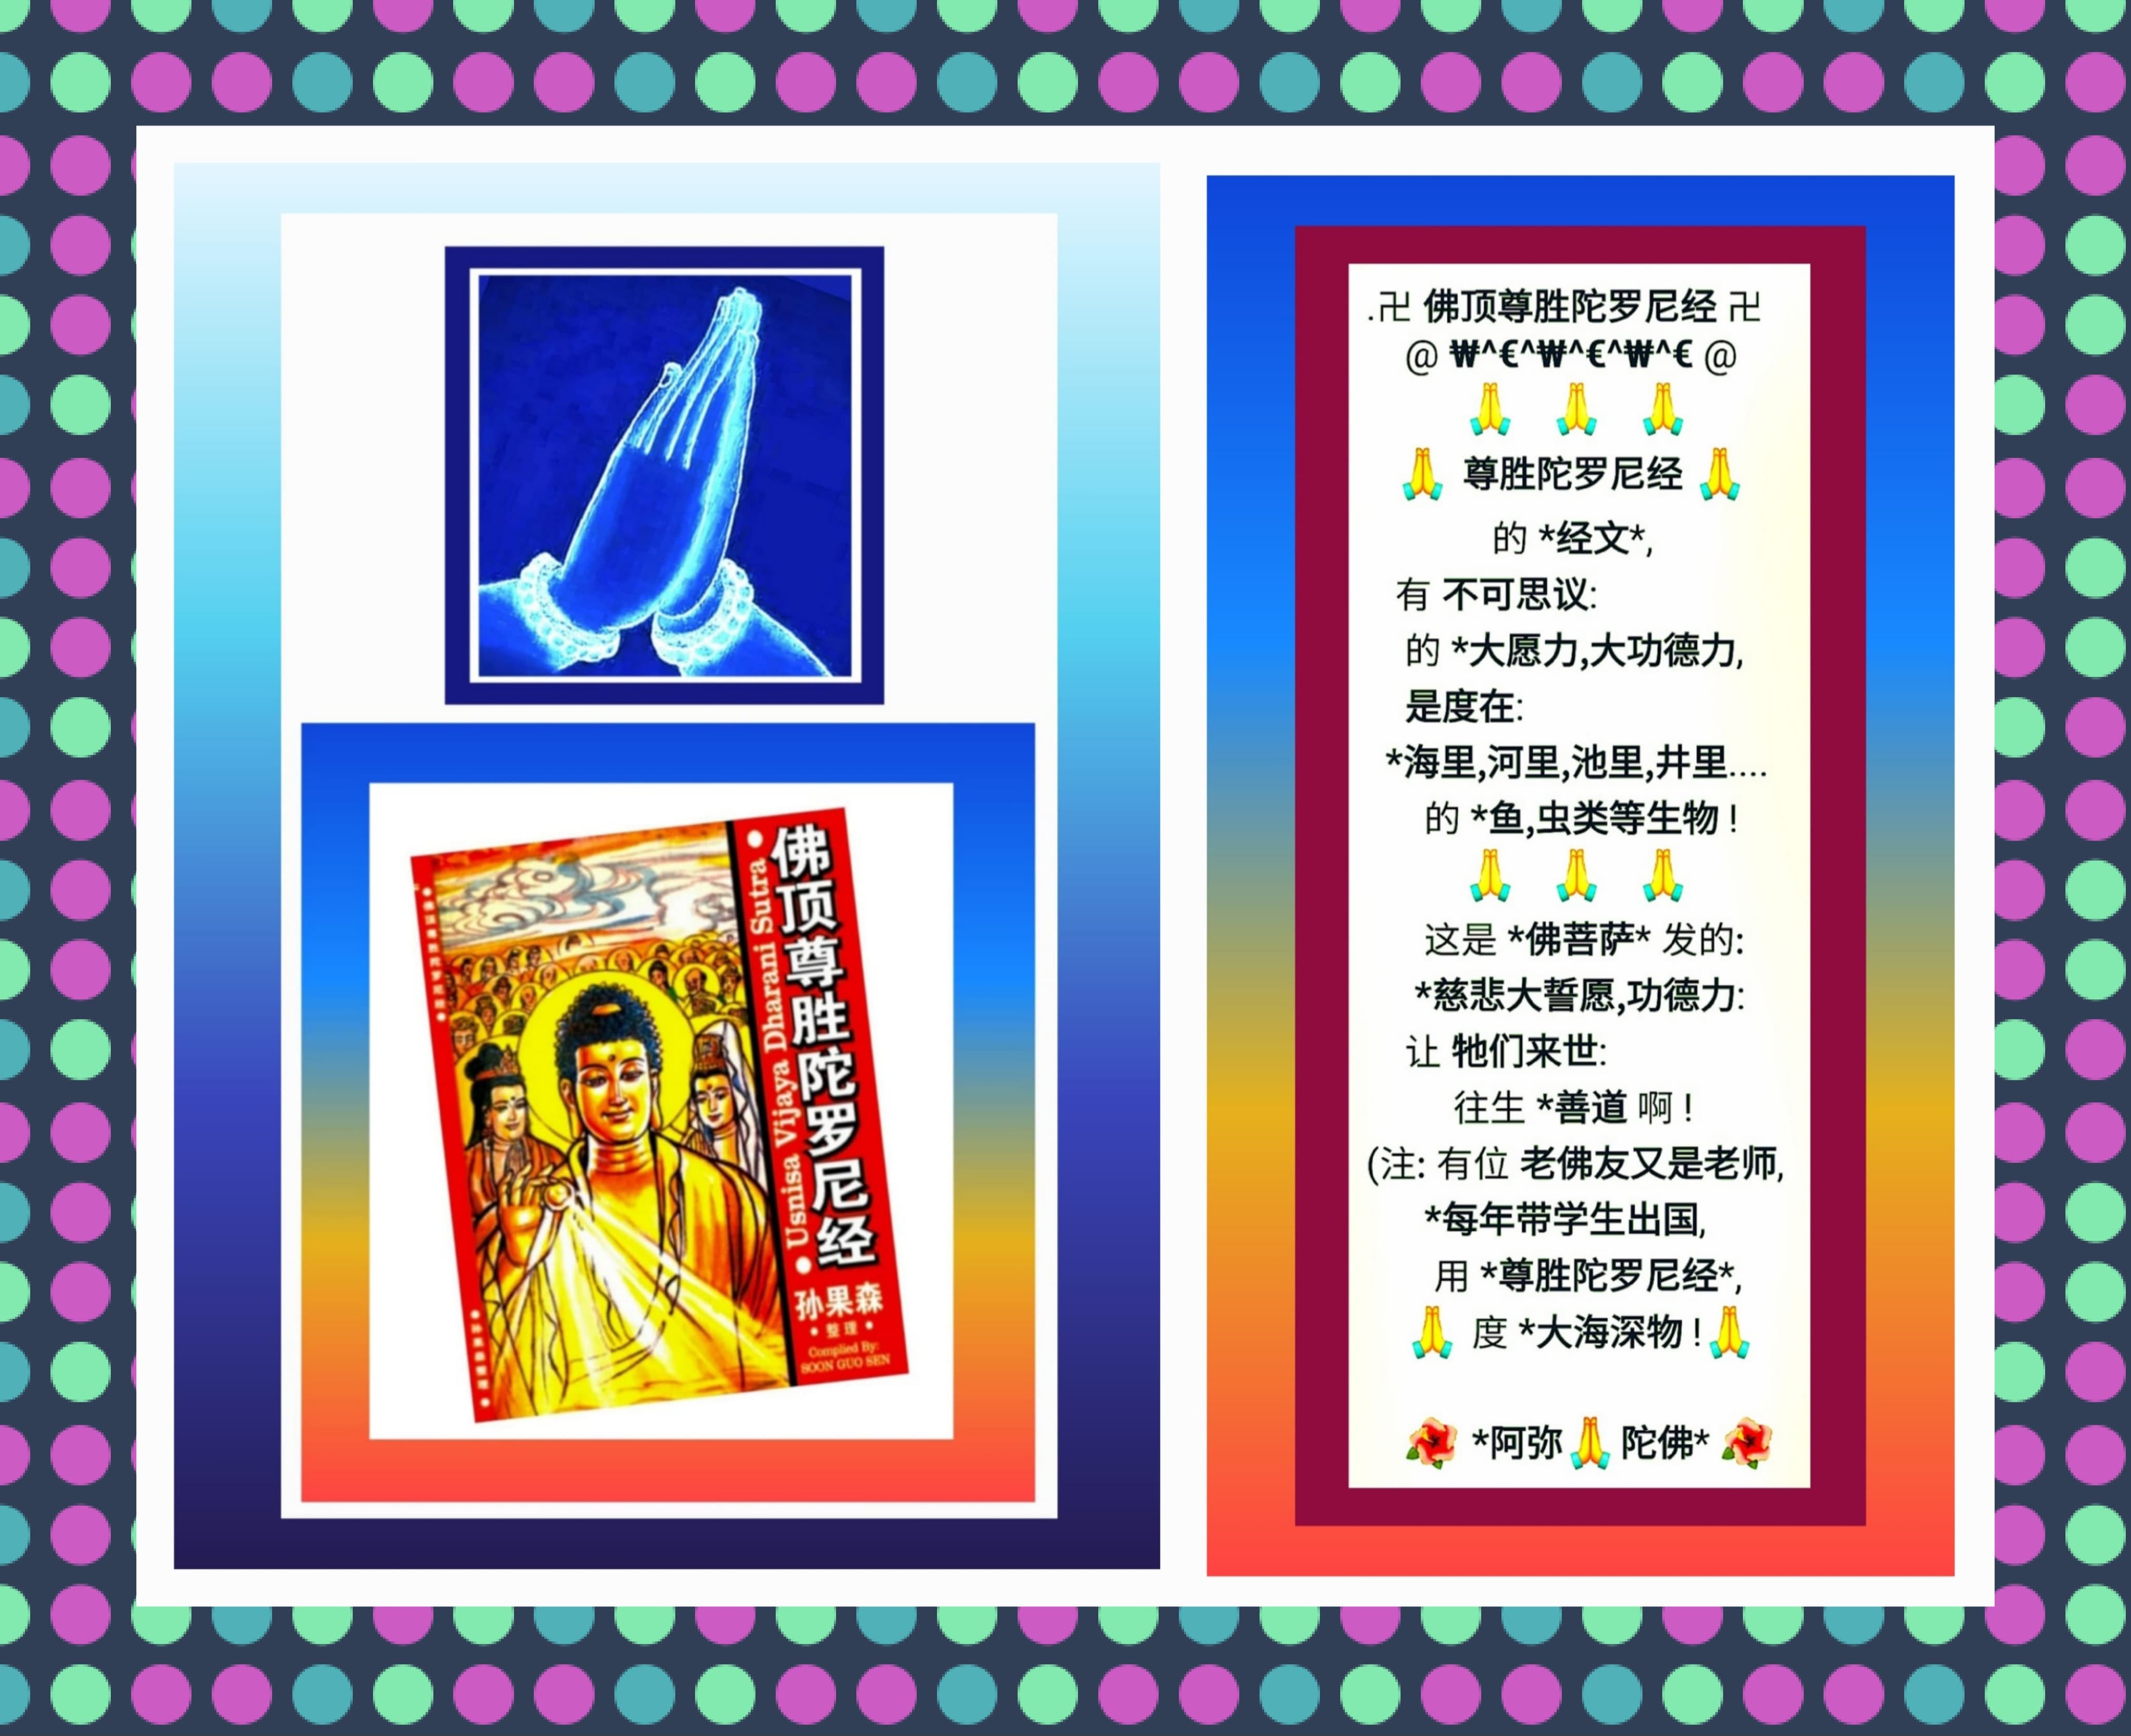 佛顶尊胜陀罗尼经
Usnisa Vijaya Dharani Sutra
孙果森
整理
Complied By:
SOON GUO SEN
.卍 佛顶尊胜陀罗尼经 卍
@ ₩^€^₩^€^₩^€ @
🙏 🙏 🙏
🙏 尊胜陀罗尼经 🙏
的 *经文*,
有 不可思议:
的 *大愿力,大功德力,
是度在:
*海里,河里,池里,井里....
的 *鱼,虫类等生物 !
🙏 🙏 🙏
这是 *佛菩萨* 发的:
*慈悲大誓愿,功德力:
让 牠们来世:
往生 *善道 啊 !
(注: 有位 老佛友又是老师,
*每年带学生出国,
用 *尊胜陀罗尼经*,
🙏 度 *大海深物 ! 🙏
🌺 *阿弥 🙏 陀佛* 🌺